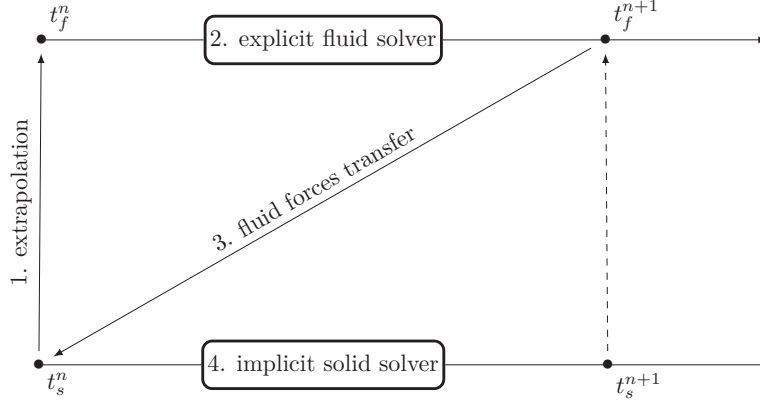 t_f^n
t_f^{n+1}
2. explicit fluid solver
1. extrapolation
3. fluid forces transfer
4. implicit solid solver
t_s^n
t_s^{n+1}